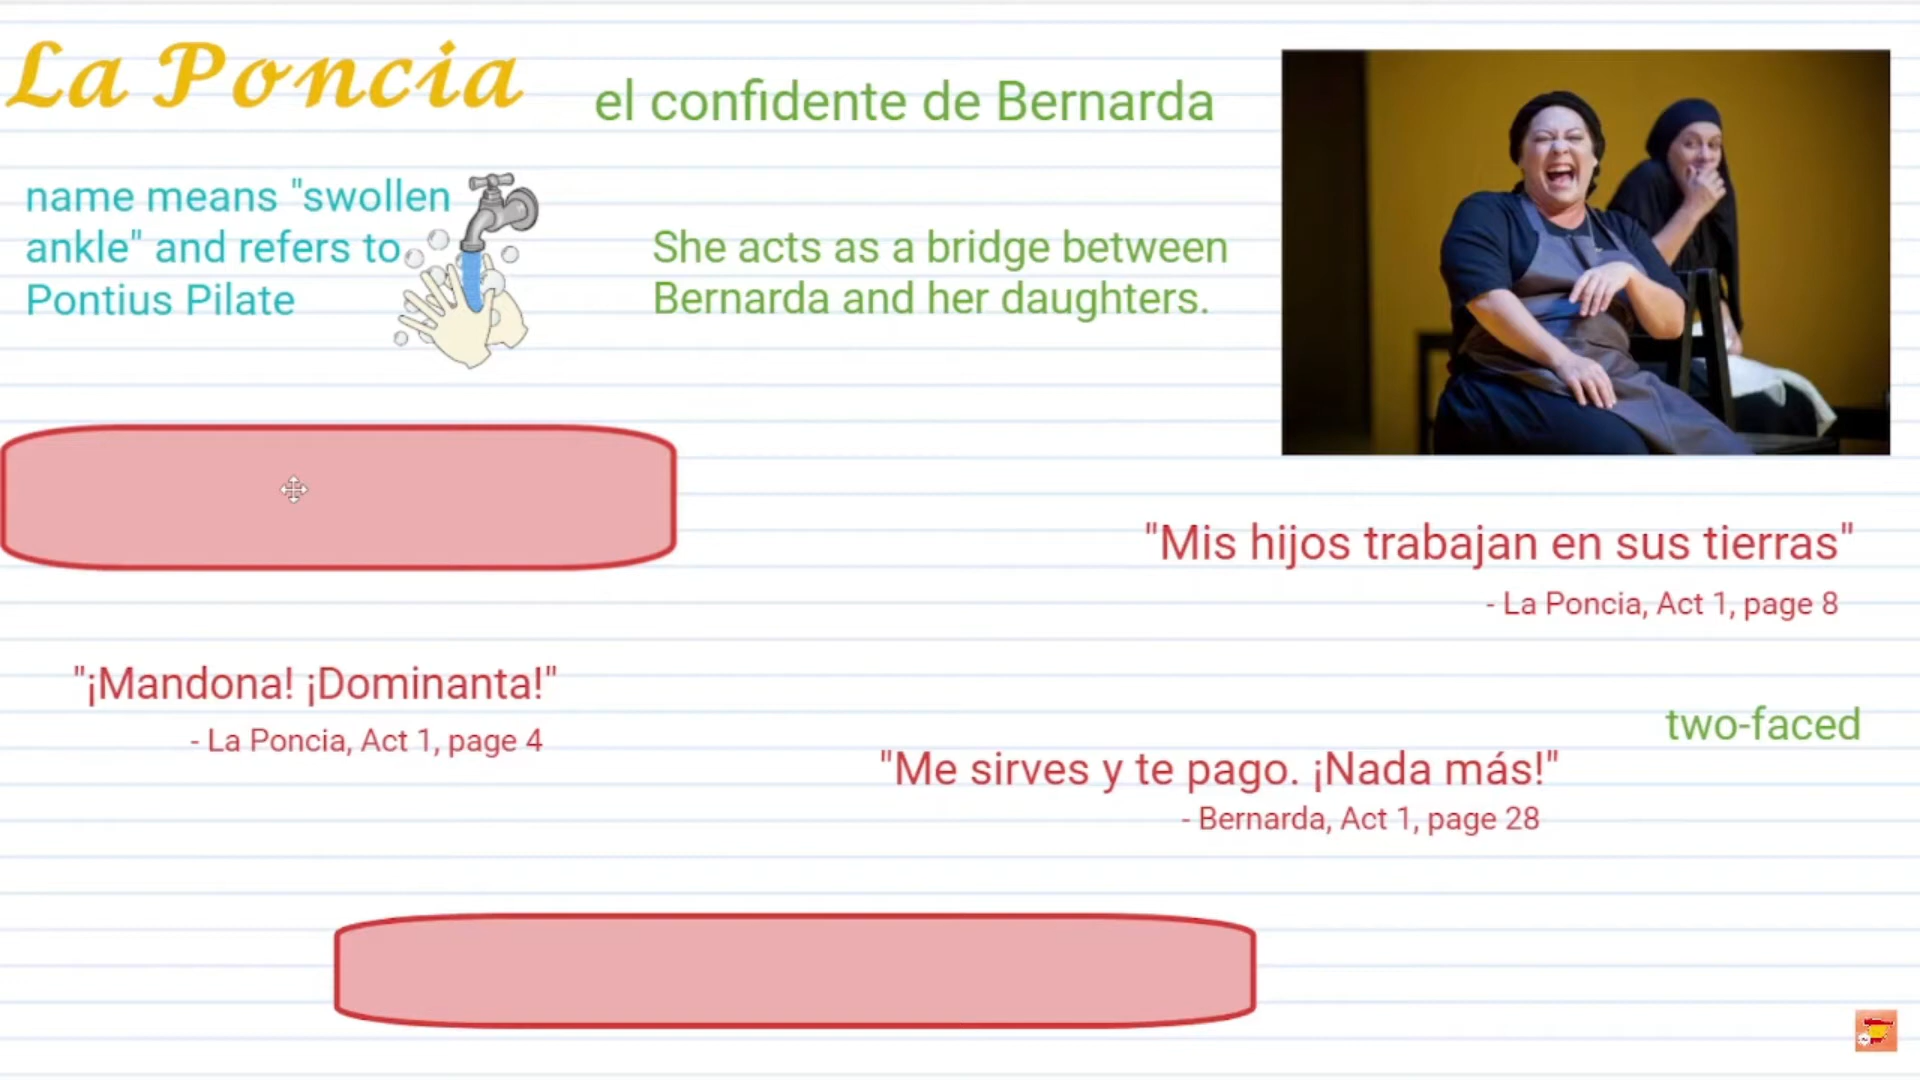 La Poncia
el confidente de Bernarda
name means "swollen
ankle" and refers to
Pontius Pilate
She acts as a bridge between
Bernarda and her daughters.
"Mis hijos trabajan en sus tierras"
- La Poncia, Act 1, page 8
"¡Mandona! ¡Dominanta!"
- La Poncia, Act 1, page 4
two-faced
"Me sirves y te pago. ¡Nada más!"
- Bernarda, Act 1, page 28